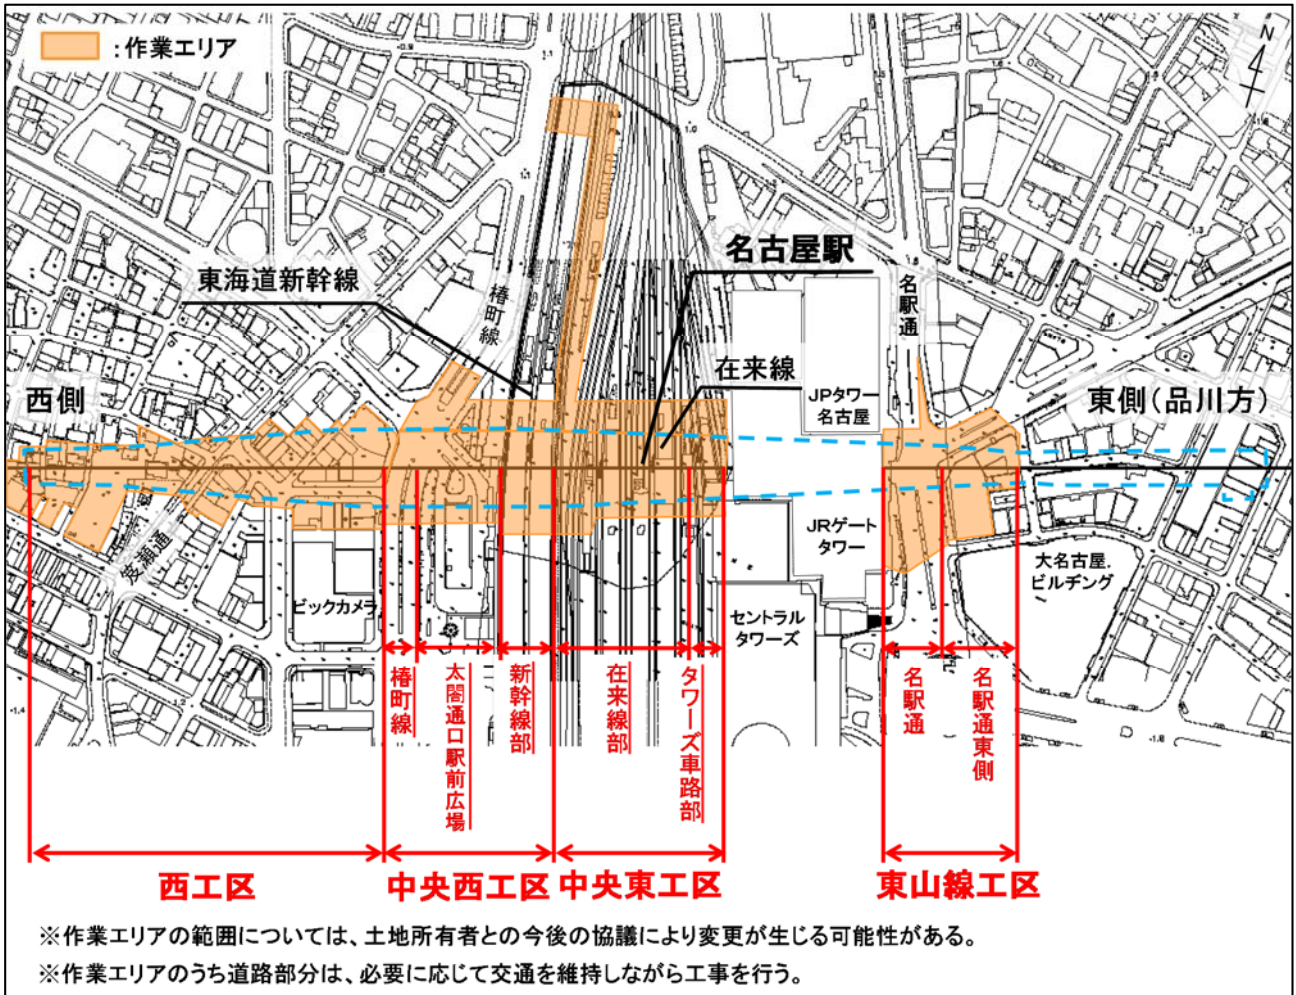 :作業エリア
N
名古屋駅
東海道新幹線
椿町線
名駅通
在来線
JPタワー
名古屋
西側
東側(品川方)
笈瀬通
JRゲート
タワー
大名古屋.
ビルヂング
ビックカメラ
セントラル
タワーズ
椿町線
太閤通口駅前広場
新幹線部
在来線部
タワーズ車路部
名駅通
名駅通東側
西工区
中央西工区
中央東工区
東山線工区
※作業エリアの範囲については、土地所有者との今後の協議により変更が生じる可能性がある。
※作業エリアのうち道路部分は、必要に応じて交通を維持しながら工事を行う。